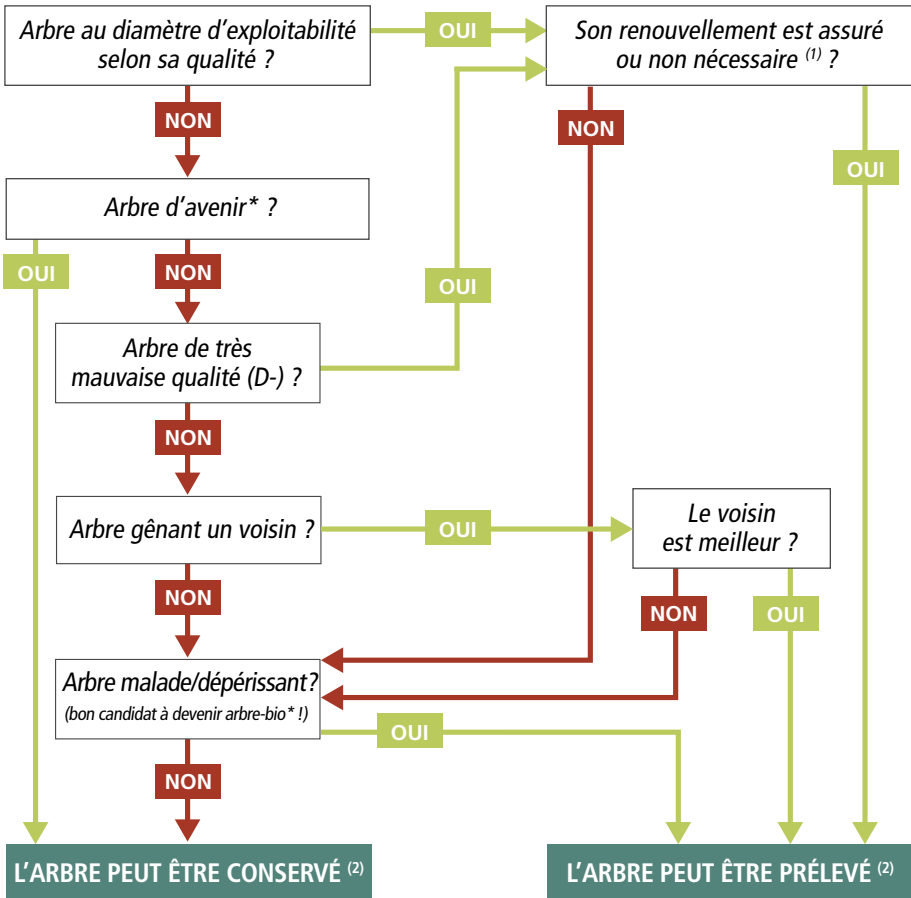 Arbre au diamètre d'exploitabilité
selon sa qualité ?
OUI
Son renouvellement est assuré
ou non nécessaire (1) ?
NON
NON
OUI
Arbre d'avenir* ?
OUI
NON
OUI
Arbre de très
mauvaise qualité (D-) ?
NON
Arbre gênant un voisin ?
OUI
Le voisin
est meilleur ?
NON
NON
OUI
Arbre malade/dépérissant?
(bon candidat à devenir arbre-bio* !)
OUI
NON
L'ARBRE PEUT ÊTRE CONSERVÉ (2)
L'ARBRE PEUT ÊTRE PRÉLEVÉ (2)